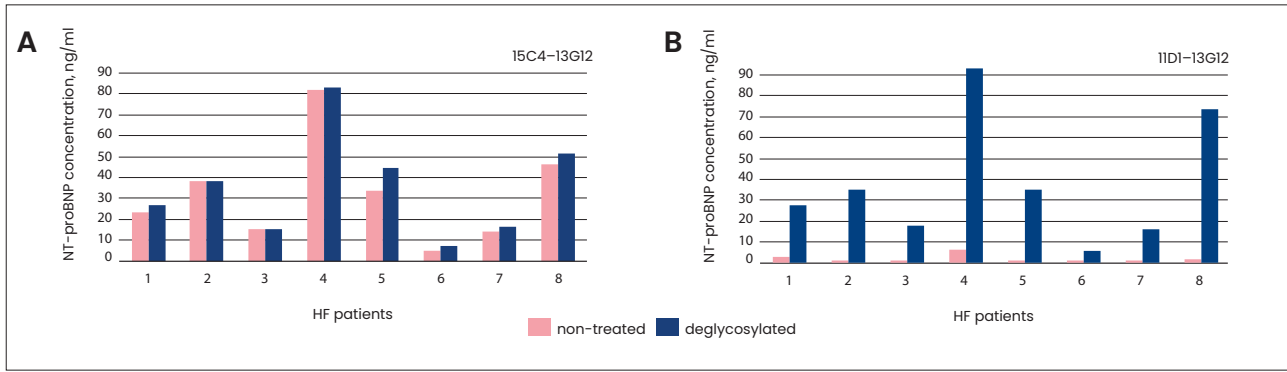 A
NT-proBNP concentration, ng/ml
15C4–13G12
90
80
70
60
50
40
30
20
10
0
1 2 3 4 5 6 7 8
HF patients
B
NT-proBNP concentration, ng/ml
11D1–13G12
90
80
70
60
50
40
30
20
10
0
1 2 3 4 5 6 7 8
HF patients
non-treated deglycosylated